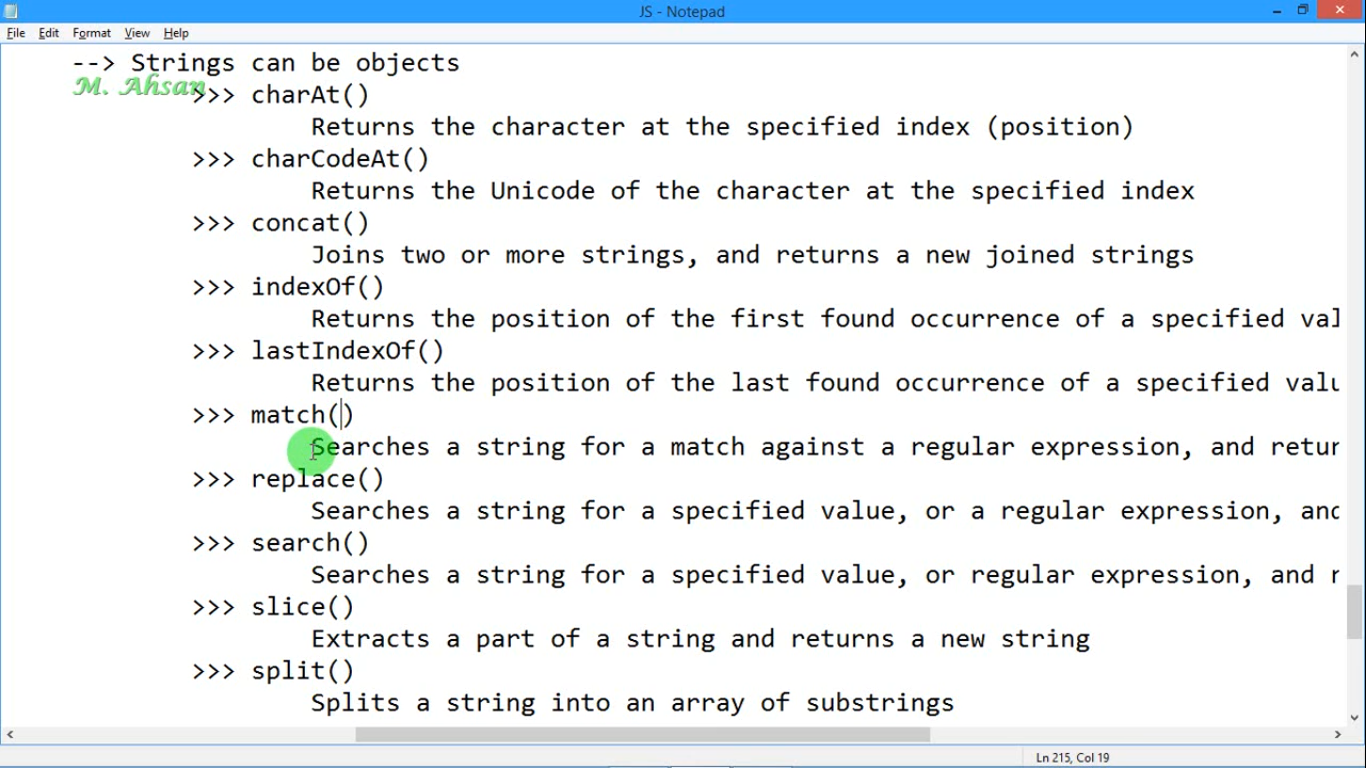 JS - Notepad
File Edit Format View Help
--> Strings can be objects
M. Ahsan
>>> charAt()
Returns the character at the specified index (position)
>>> charCodeAt()
Returns the Unicode of the character at the specified index
>>> concat()
Joins two or more strings, and returns a new joined strings
>>> indexOf()
Returns the position of the first found occurrence of a specified val
>>> lastIndexOf()
Returns the position of the last found occurrence of a specified valu
>>> match()
Searches a string for a match against a regular expression, and retur
>>> replace()
Searches a string for a specified value, or a regular expression, and
>>> search()
Searches a string for a specified value, or regular expression, and r
>>> slice()
Extracts a part of a string and returns a new string
>>> split()
Splits a string into an array of substrings
Ln 215, Col 19